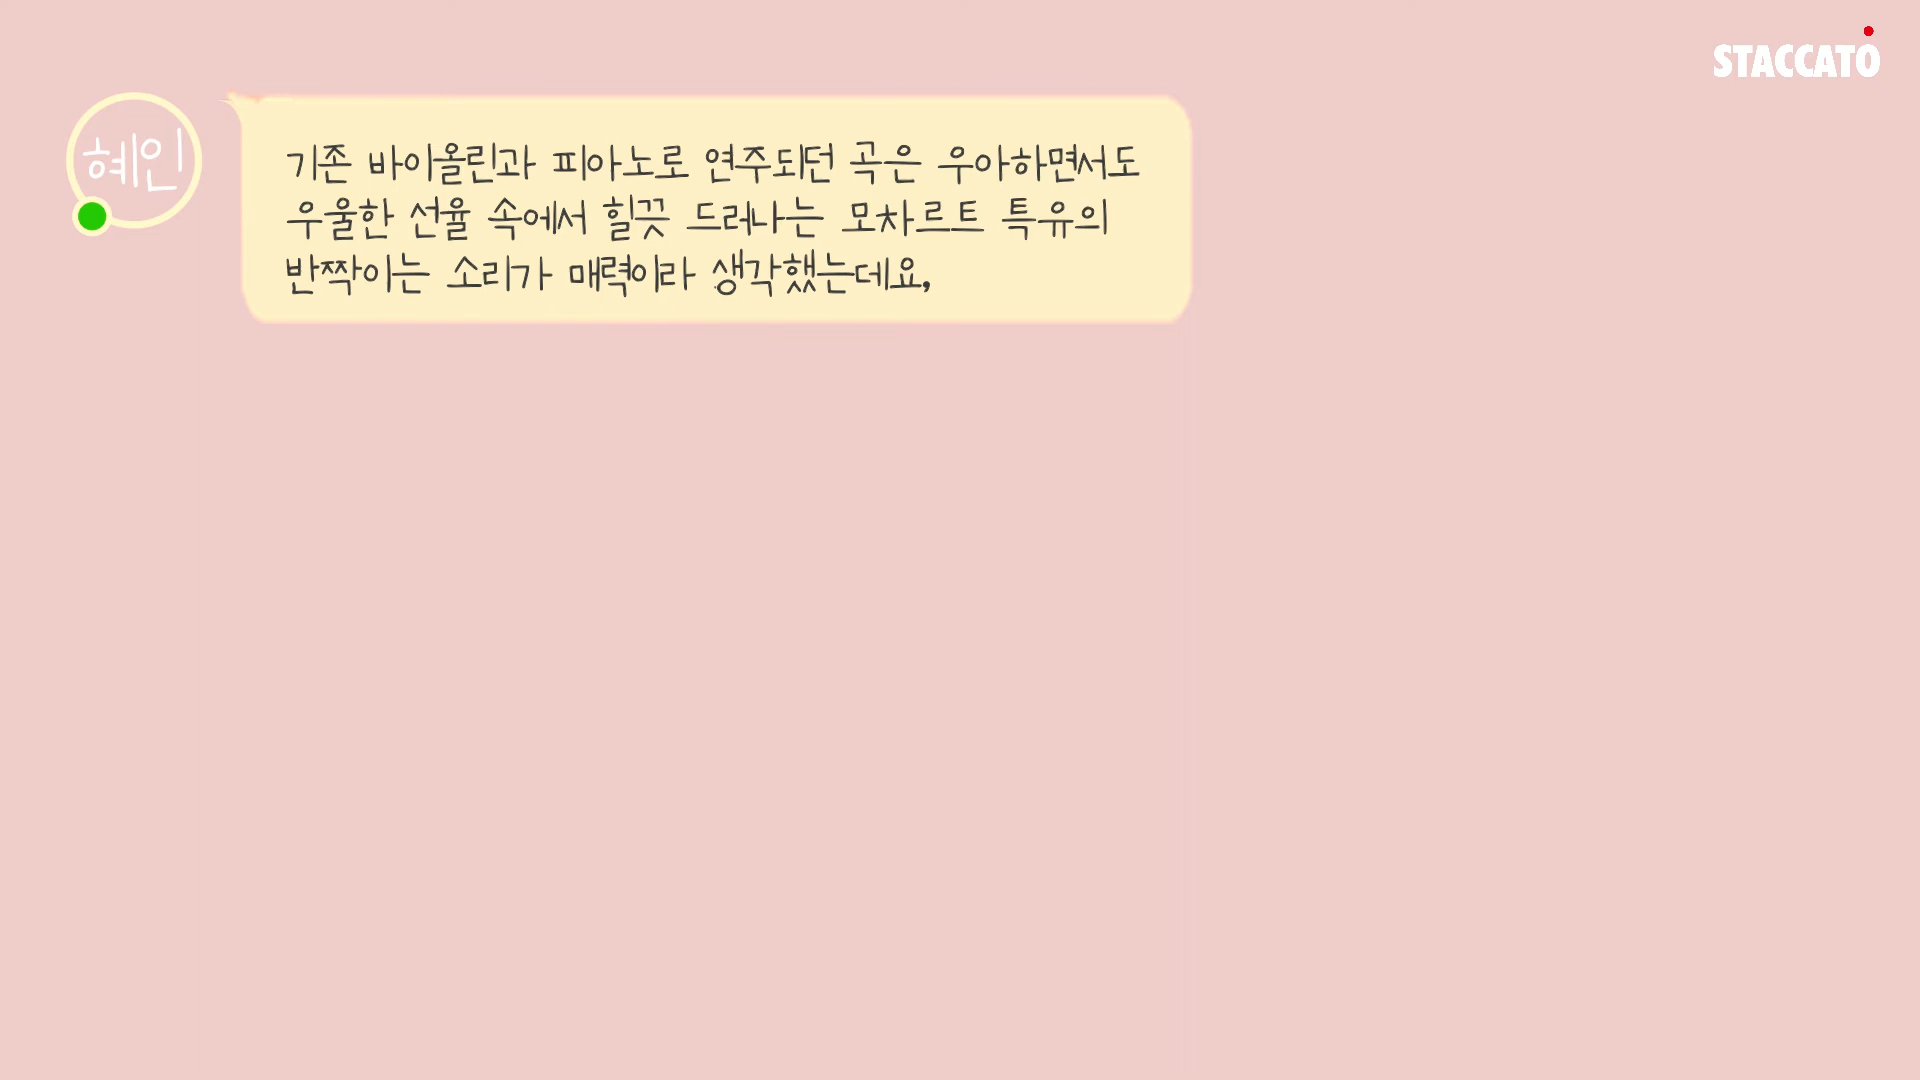 STACCATO
혜인
기존 바이올린과 피아노로 연주되던 곡은 우아하면서도
우울한 선율 속에서 힐끗 드러나는 모차르트 특유의
반짝이는 소리가 매력이라 생각했는데요,